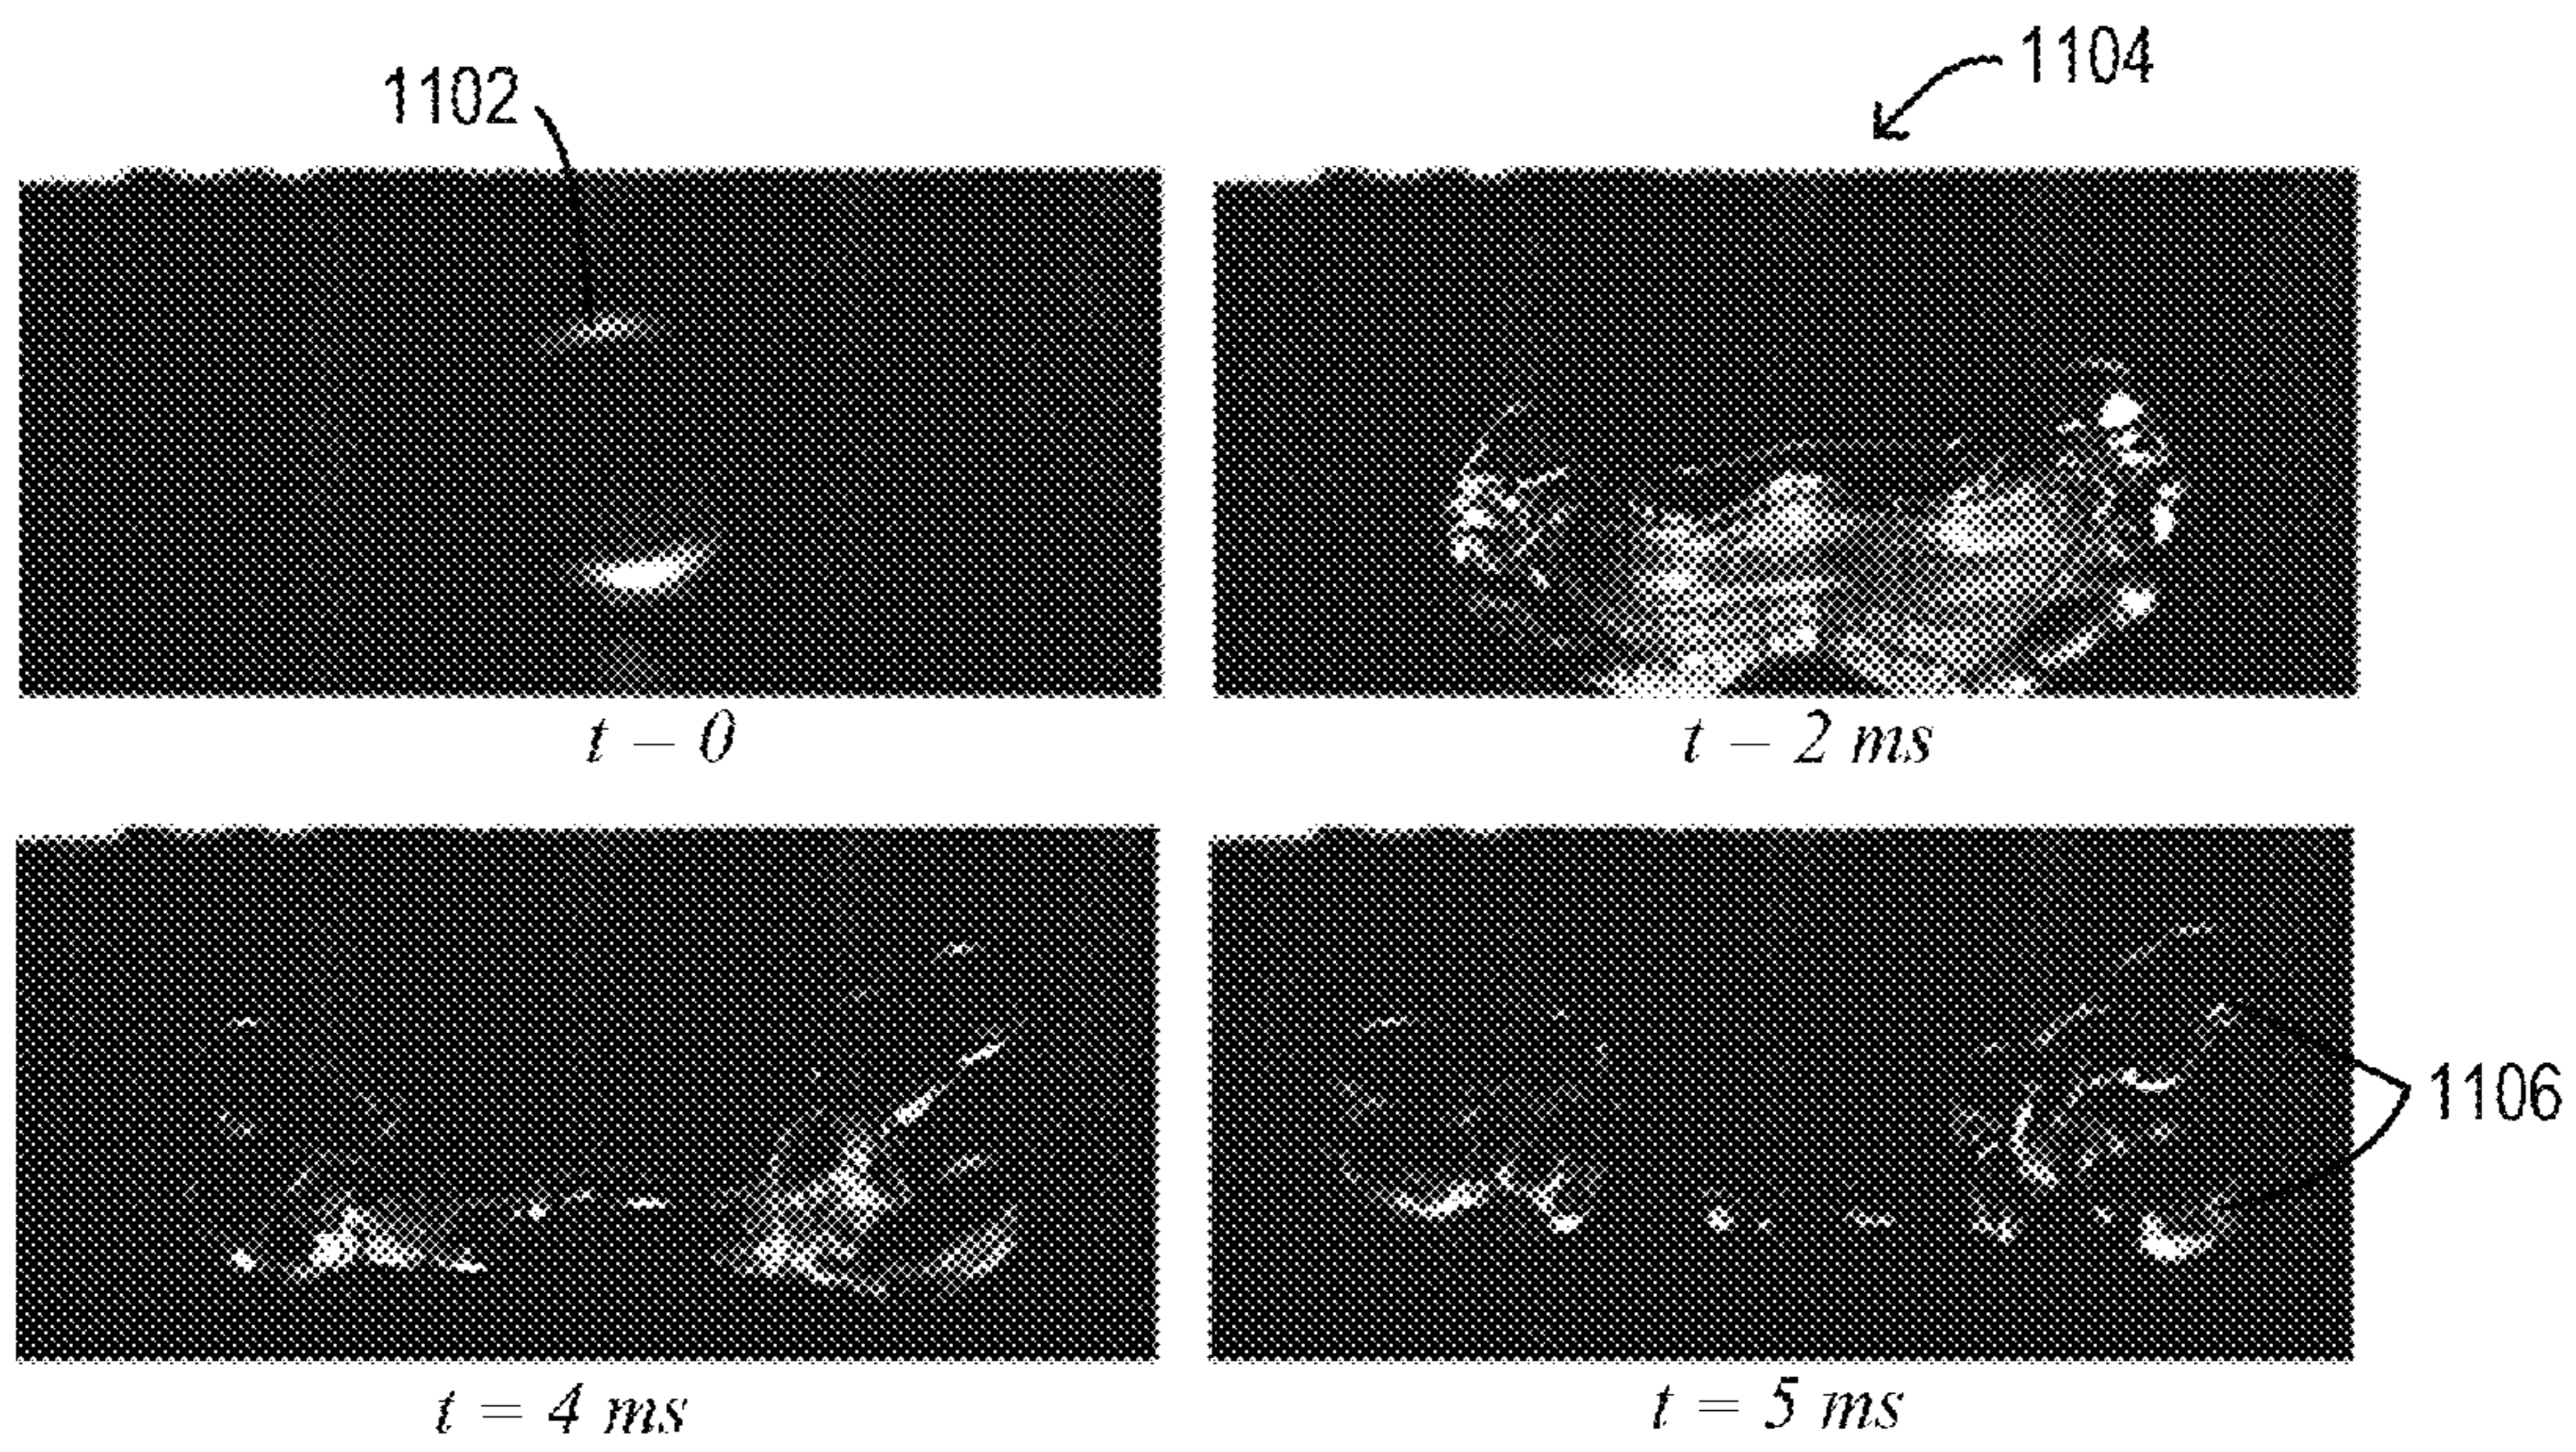 1102
1104
t – 0
t – 2 ms
t = 4 ms
t = 5 ms
1106